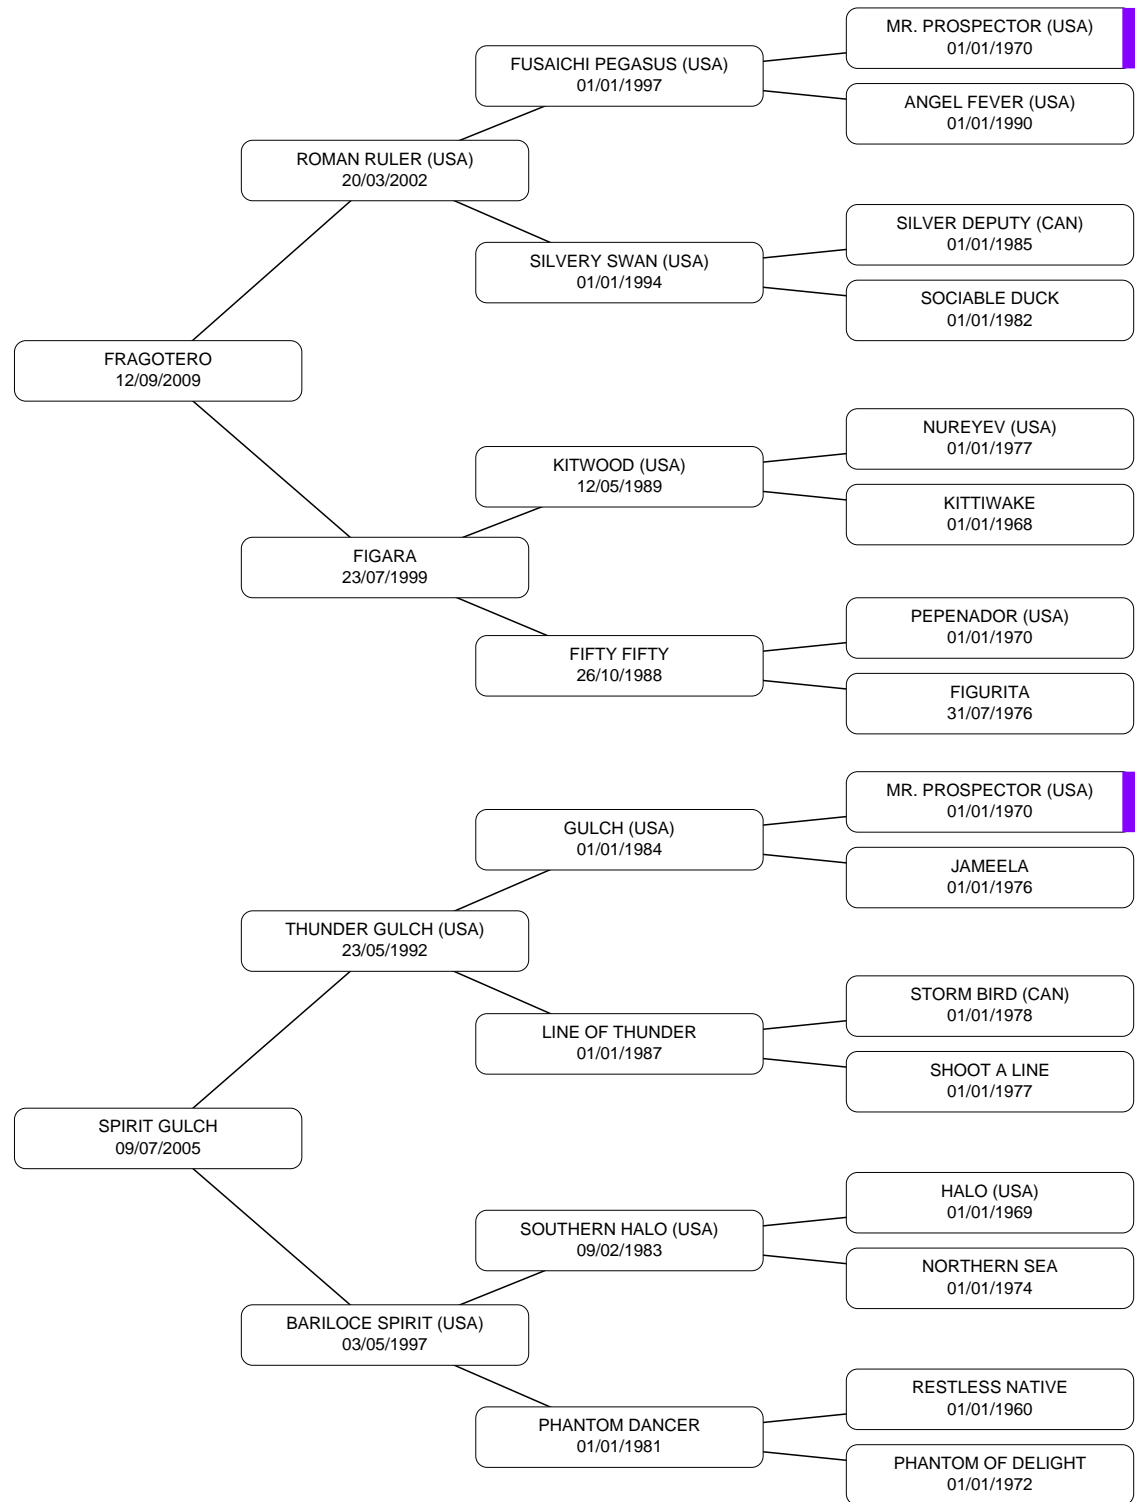 MR. PROSPECTOR (USA)
01/01/1970
FUSAICHI PEGASUS (USA)
01/01/1997
ANGEL FEVER (USA)
01/01/1990
ROMAN RULER (USA)
20/03/2002
SILVER DEPUTY (CAN)
01/01/1985
SILVERY SWAN (USA)
01/01/1994
SOCIABLE DUCK
01/01/1982
FRAGOTERO
12/09/2009
NUREYEV (USA)
01/01/1977
KITWOOD (USA)
12/05/1989
KITTIWAKE
01/01/1968
FIGARA
23/07/1999
PEPENADOR (USA)
01/01/1970
FIFTY FIFTY
26/10/1988
FIGURITA
31/07/1976
MR. PROSPECTOR (USA)
01/01/1970
GULCH (USA)
01/01/1984
JAMEELA
01/01/1976
THUNDER GULCH (USA)
23/05/1992
STORM BIRD (CAN)
01/01/1978
LINE OF THUNDER
01/01/1987
SHOOT A LINE
01/01/1977
SPIRIT GULCH
09/07/2005
HALO (USA)
01/01/1969
SOUTHERN HALO (USA)
09/02/1983
NORTHERN SEA
01/01/1974
BARILOCE SPIRIT (USA)
03/05/1997
RESTLESS NATIVE
01/01/1960
PHANTOM DANCER
01/01/1981
PHANTOM OF DELIGHT
01/01/1972